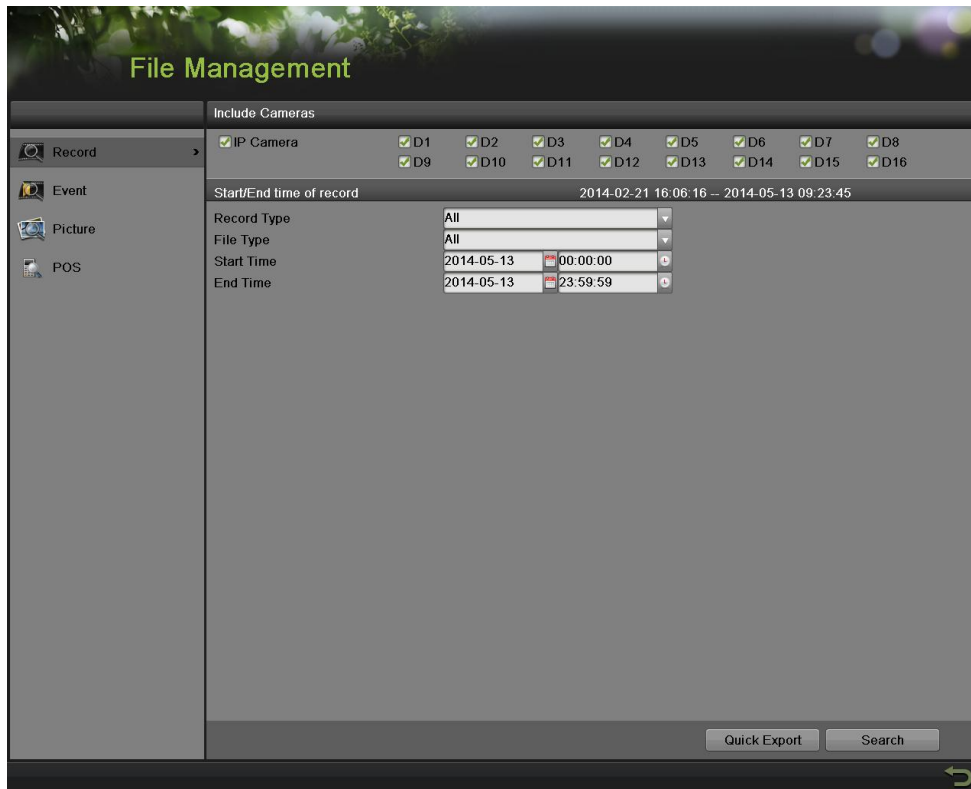 File Management
Include Cameras
Record
Event
Picture
POS
IP Camera D1 D2 D3 D4 D5 D6 D7 D8
D9 D10 D11 D12 D13 D14 D15 D16
Start/End time of record 2014-02-21 16:06:16 -- 2014-05-13 09:23:45
Record Type All
File Type All
Start Time 2014-05-13 00:00:00
End Time 2014-05-13 23:59:59
Quick Export Search